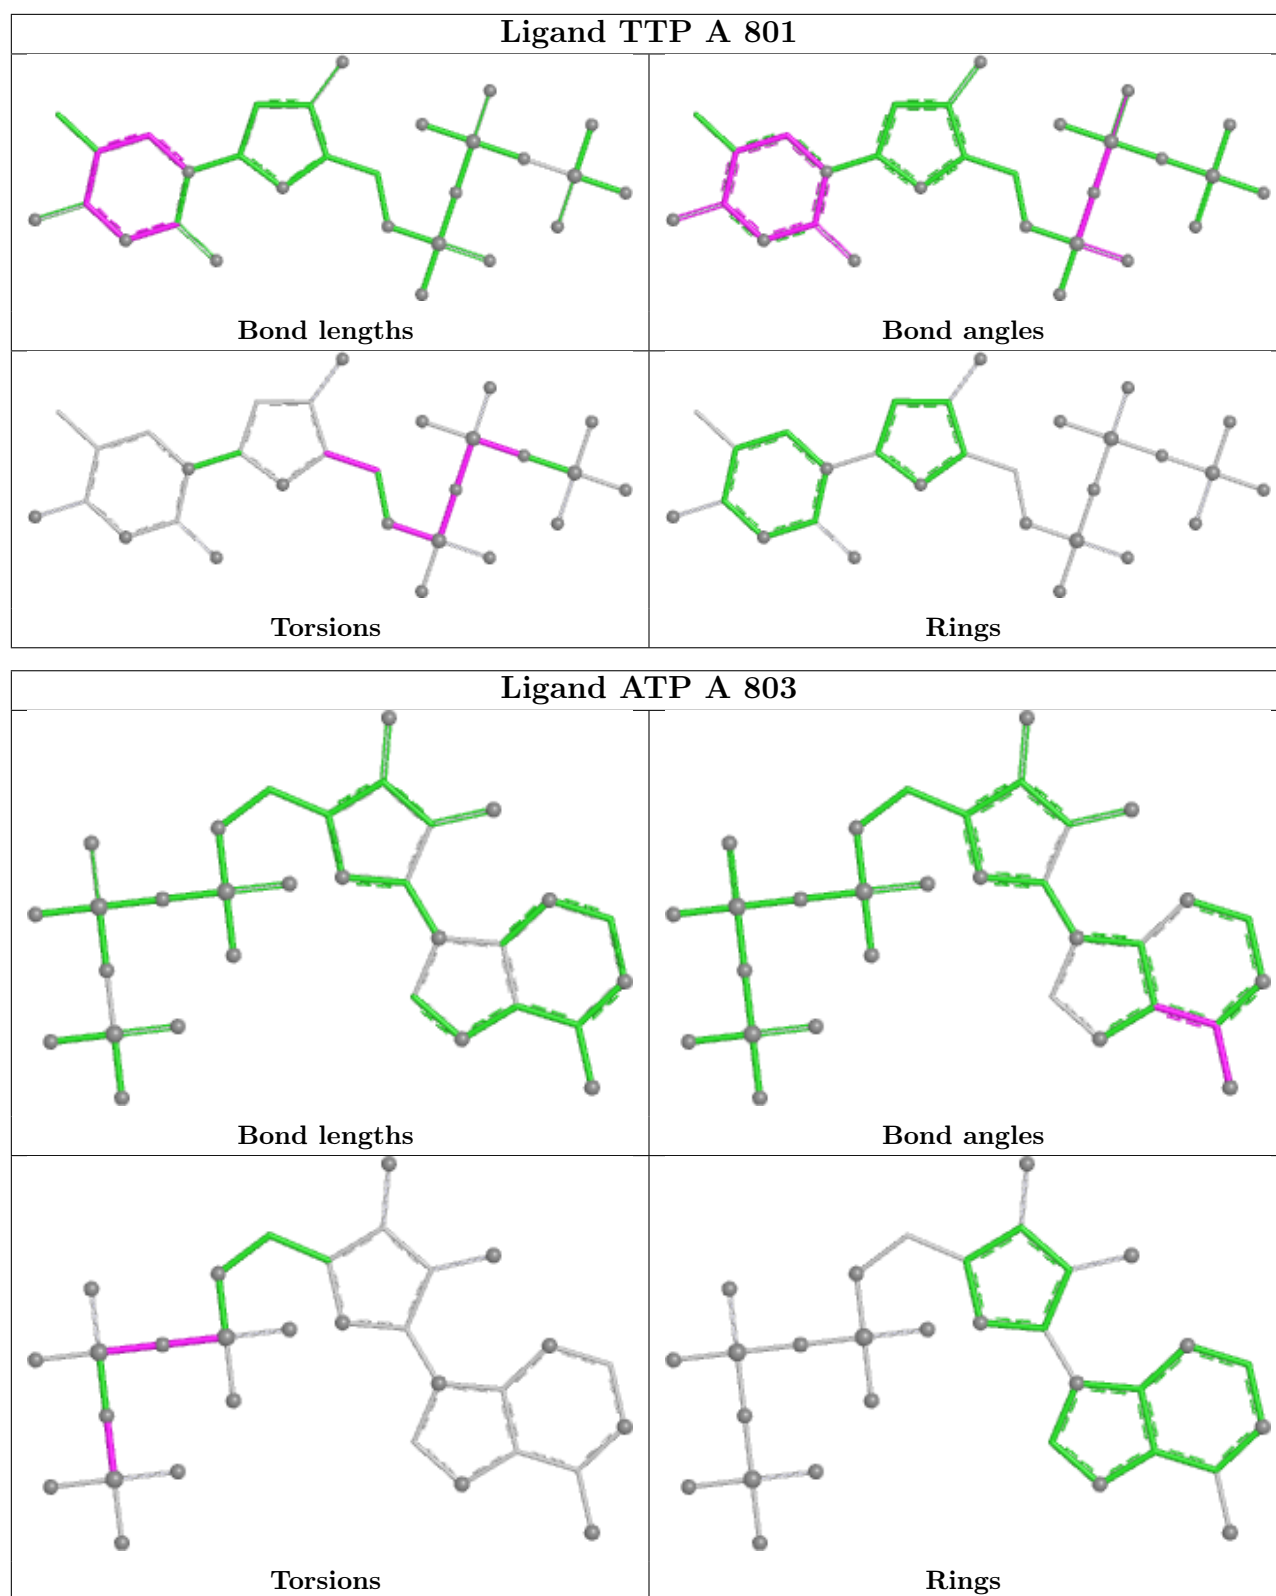 Ligand TTP A 801
Bond lengths
Bond angles
Torsions
Rings
Ligand ATP A 803
Bond lengths
Bond angles
Torsions
Rings